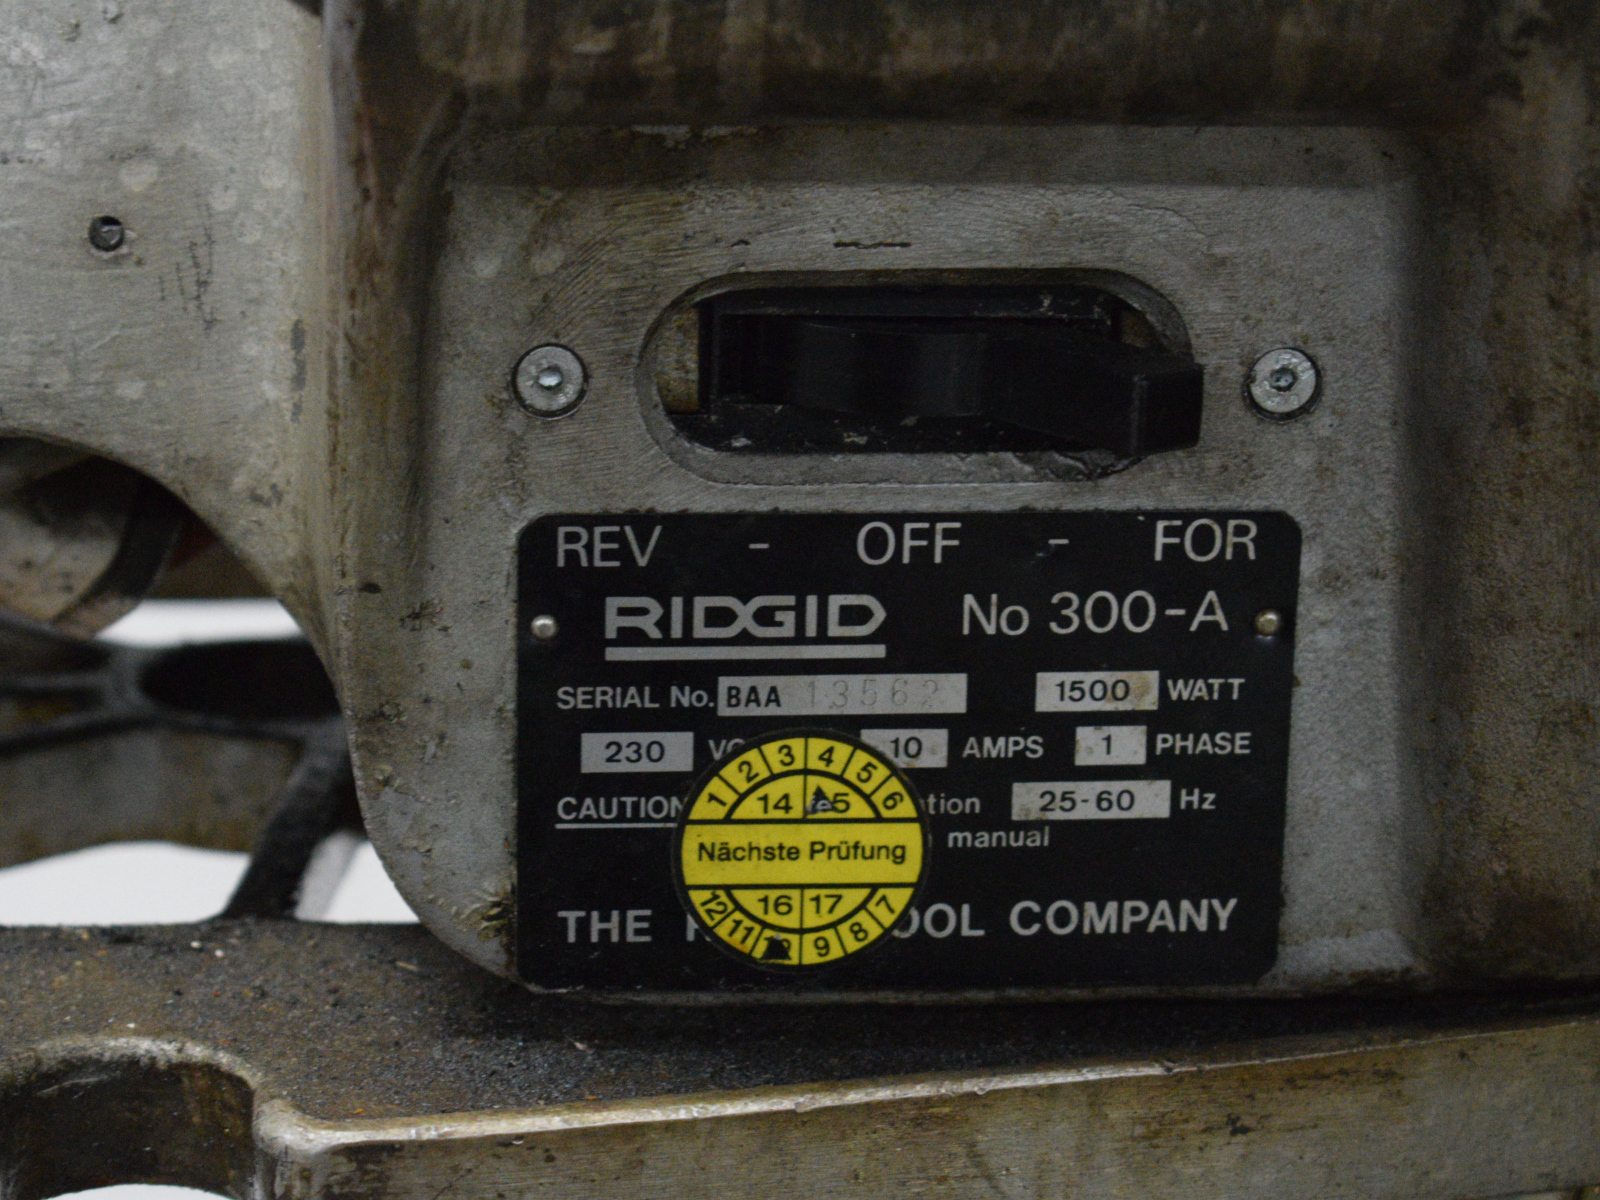 REV - OFF - FOR
RIDGID No 300-A
SERIAL No. BAA 13562 1500 WATT
230 10 AMPS 1 PHASE
CAUTION 25-60 Hz
manual
THE COMPANY
1 2 3 4 5 6
14
Nächste Prüfung
16 17
12 11 9 8 7